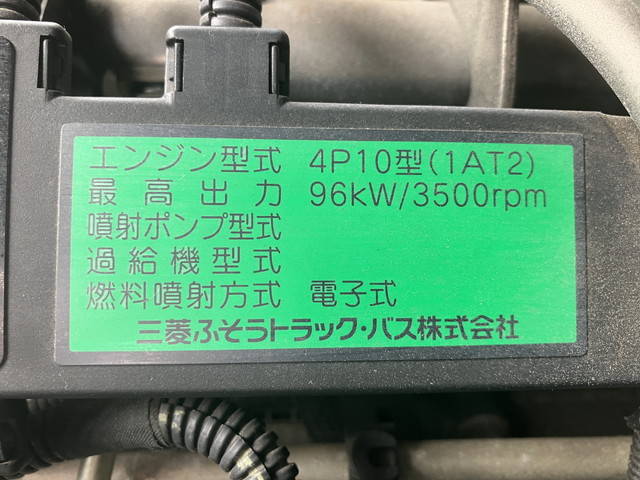 エンジン型式 4P10型(1AT2)
最高出力 96kW/3500rpm
噴射ポンプ型式
過給機型式
燃料噴射方式 電子式
三菱ふそうトラック・バス株式会社